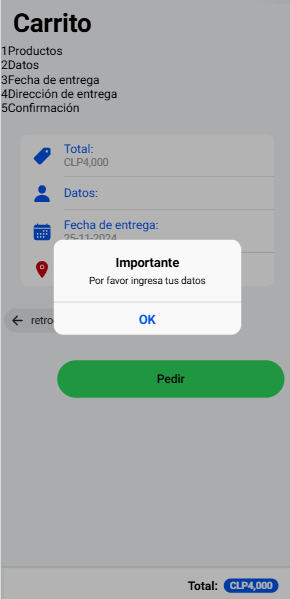 Carrito
1Productos
2Datos
3Fecha de entrega
4Dirección de entrega
5Confirmación
Total:
CLP4,000
Datos:
Fecha de entrega:
25-11-2024
Importante
Por favor ingresa tus datos
OK
Pedir
Total: CLP4,000